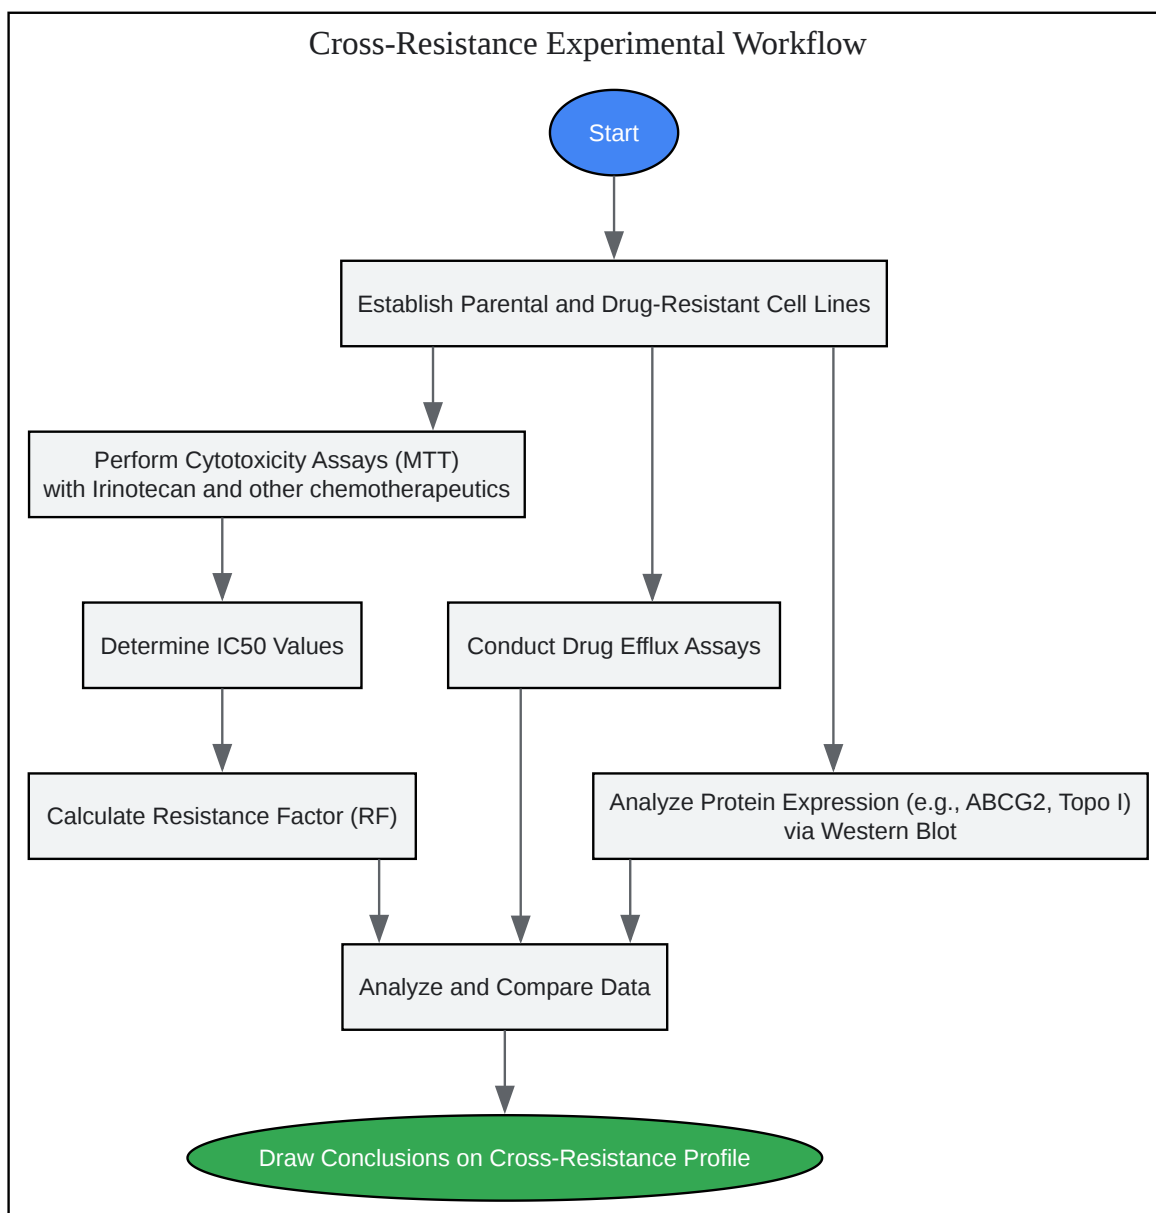 Cross-Resistance Experimental Workflow
Start
Establish Parental and Drug-Resistant Cell Lines
Perform Cytotoxicity Assays (MTT)
with Irinotecan and other chemotherapeutics
Determine IC50 Values
Conduct Drug Efflux Assays
Calculate Resistance Factor (RF)
Analyze Protein Expression (e.g., ABCG2, Topo I)
via Western Blot
Analyze and Compare Data
Draw Conclusions on Cross-Resistance Profile